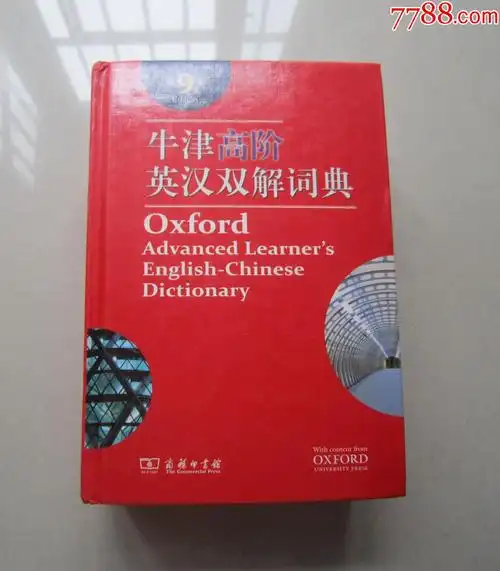 7788.com
9
牛津高阶
英汉双解词典
Oxford
Advanced Learner's
English-Chinese
Dictionary
商务印书馆
The Commercial Press
With content from
OXFORD
UNIVERSITY PRESS